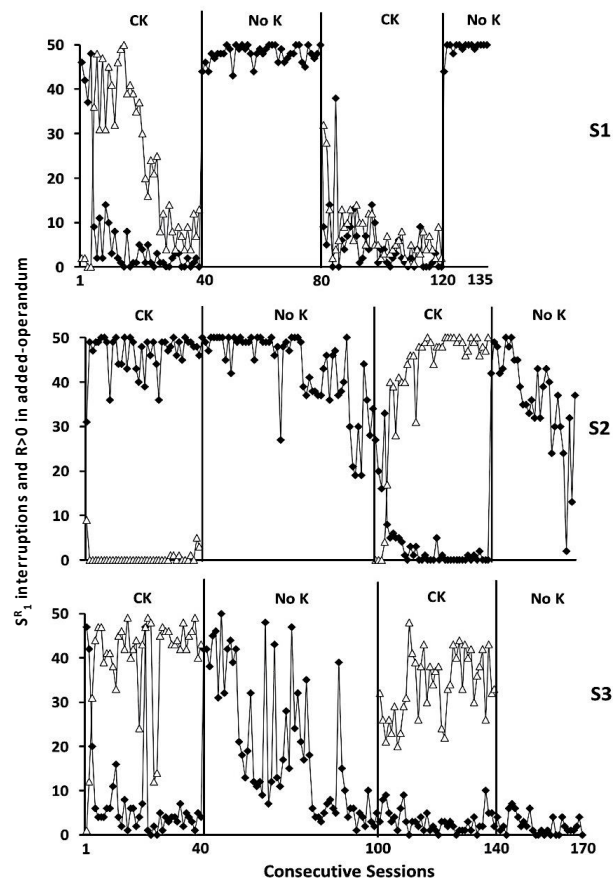 CK No K CK No K
50
40
30
20
10
0
1 40 80 120 135
S1
CK No K CK No K
50
40
30
20
10
0
S2
CK No K CK No K
50
40
30
20
10
0
1 40 100 140 170
S3
Consecutive Sessions
S^R_1 interruptions and R>0 in added-operandum